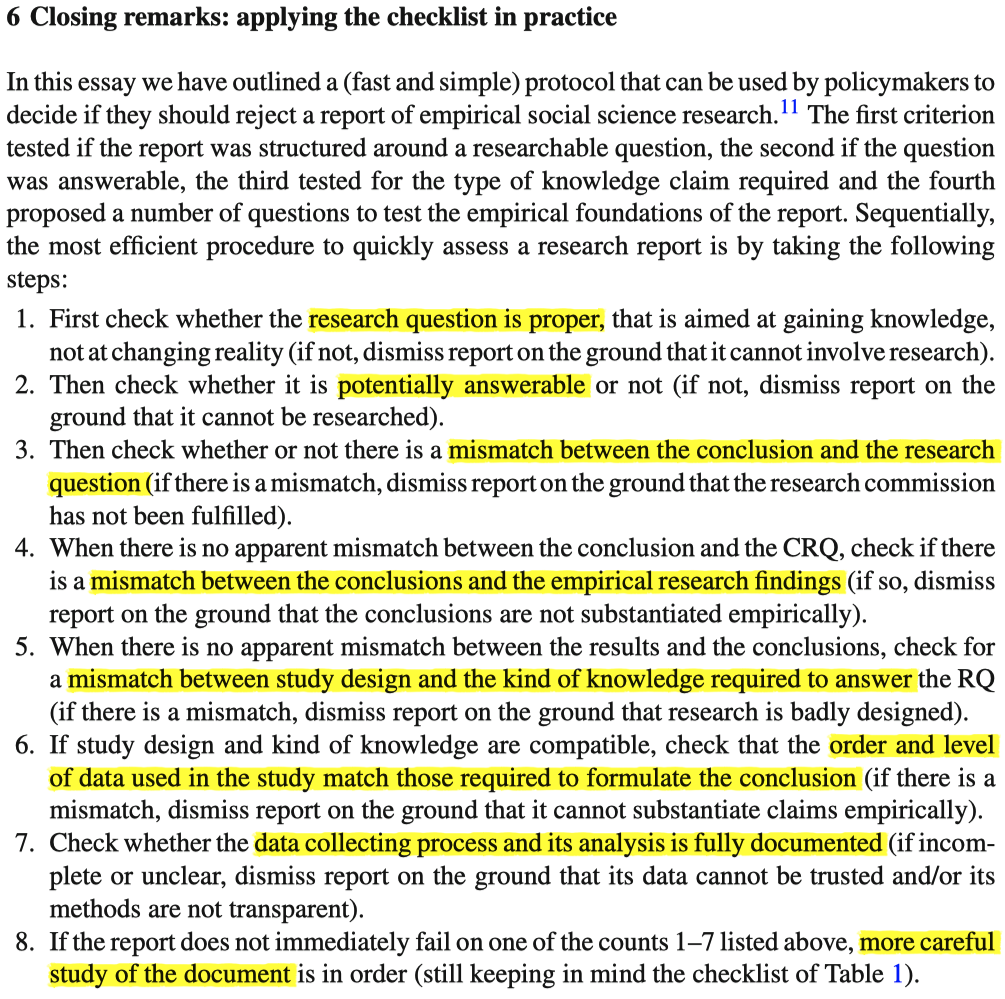 6 Closing remarks: applying the checklist in practice
In this essay we have outlined a (fast and simple) protocol that can be used by policymakers to
decide if they should reject a report of empirical social science research.11 The first criterion
tested if the report was structured around a researchable question, the second if the question
was answerable, the third tested for the type of knowledge claim required and the fourth
proposed a number of questions to test the empirical foundations of the report. Sequentially,
the most efficient procedure to quickly assess a research report is by taking the following
steps:
1. First check whether the research question is proper, that is aimed at gaining knowledge,
not at changing reality (if not, dismiss report on the ground that it cannot involve research).
2. Then check whether it is potentially answerable or not (if not, dismiss report on the
ground that it cannot be researched).
3. Then check whether or not there is a mismatch between the conclusion and the research
question (if there is a mismatch, dismiss report on the ground that the research commission
has not been fulfilled).
4. When there is no apparent mismatch between the conclusion and the CRQ, check if there
is a mismatch between the conclusions and the empirical research findings (if so, dismiss
report on the ground that the conclusions are not substantiated empirically).
5. When there is no apparent mismatch between the results and the conclusions, check for
a mismatch between study design and the kind of knowledge required to answer the RQ
(if there is a mismatch, dismiss report on the ground that research is badly designed).
6. If study design and kind of knowledge are compatible, check that the order and level
of data used in the study match those required to formulate the conclusion (if there is a
mismatch, dismiss report on the ground that it cannot substantiate claims empirically).
7. Check whether the data collecting process and its analysis is fully documented (if incom-
plete or unclear, dismiss report on the ground that its data cannot be trusted and/or its
methods are not transparent).
8. If the report does not immediately fail on one of the counts 1–7 listed above, more careful
study of the document is in order (still keeping in mind the checklist of Table 1).